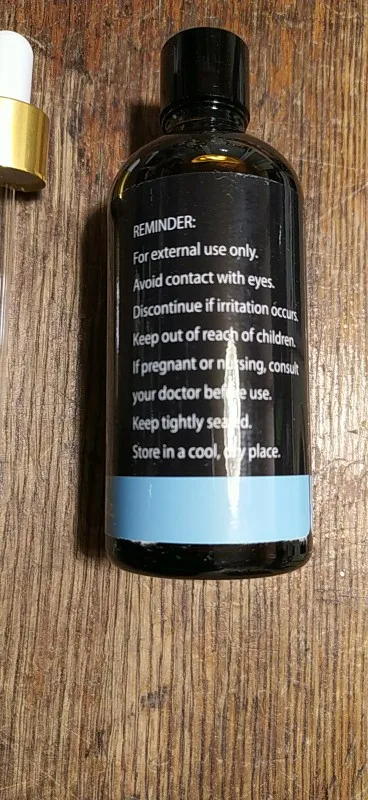 REMINDER:
For external use only.
Avoid contact with eyes.
Discontinue if irritation occurs.
Keep out of reach of children.
If pregnant or nursing, consult
your doctor before use.
Keep tightly sealed.
Store in a cool, dry place.